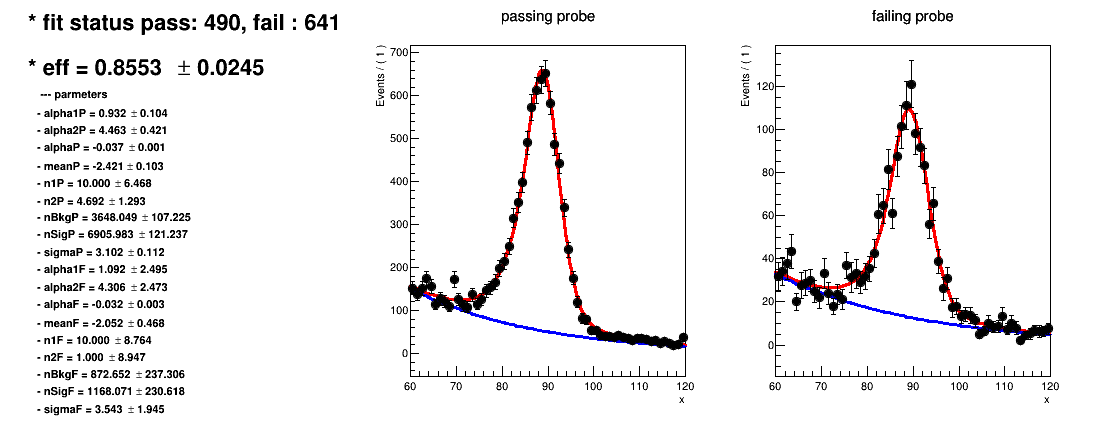 * fit status pass: 490, fail : 641
* eff = 0.8553 ± 0.0245
--- parmeters
- alpha1P = 0.932 ± 0.104
- alpha2P = 4.463 ± 0.421
- alphaP = -0.037 ± 0.001
- meanP = -2.421 ± 0.103
- n1P = 10.000 ± 6.468
- n2P = 4.692 ± 1.293
- nBkgP = 3648.049 ± 107.225
- nSigP = 6905.983 ± 121.237
- sigmaP = 3.102 ± 0.112
- alpha1F = 1.092 ± 2.495
- alpha2F = 4.306 ± 2.473
- alphaF = -0.032 ± 0.003
- meanF = -2.052 ± 0.468
- n1F = 10.000 ± 8.764
- n2F = 1.000 ± 8.947
- nBkgF = 872.652 ± 237.306
- nSigF = 1168.071 ± 230.618
- sigmaF = 3.543 ± 1.945
passing probe
Events / ( 1 )
700
600
500
400
300
200
100
0
60 70 80 90 100 110 120
x
failing probe
Events / ( 1 )
120
100
80
60
40
20
0
60 70 80 90 100 110 120
x